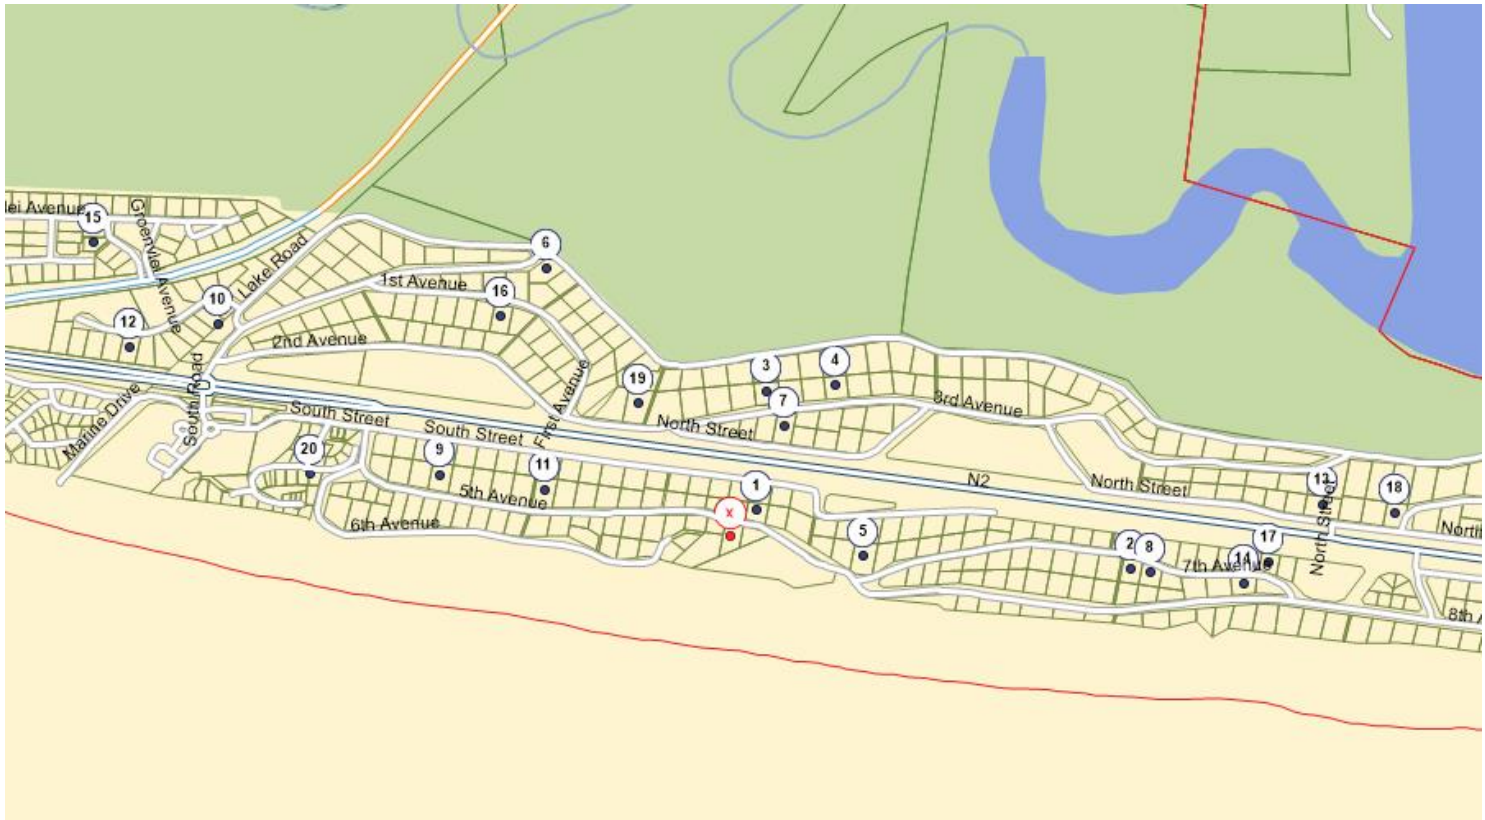 lei Avenue
15
Groenvlei Avenue
6
Lake Road
1st Avenue
16
10
12
2nd Avenue
4
3
19
South Road
First Avenue
7
3rd Avenue
Marine Drive
South Street
North Street
South Street
20
9
11
N2
North Street
13
18
1
5th Avenue
x
6th Avenue
5
North Street
North
17
2
8
14
7th Avenue
8th A